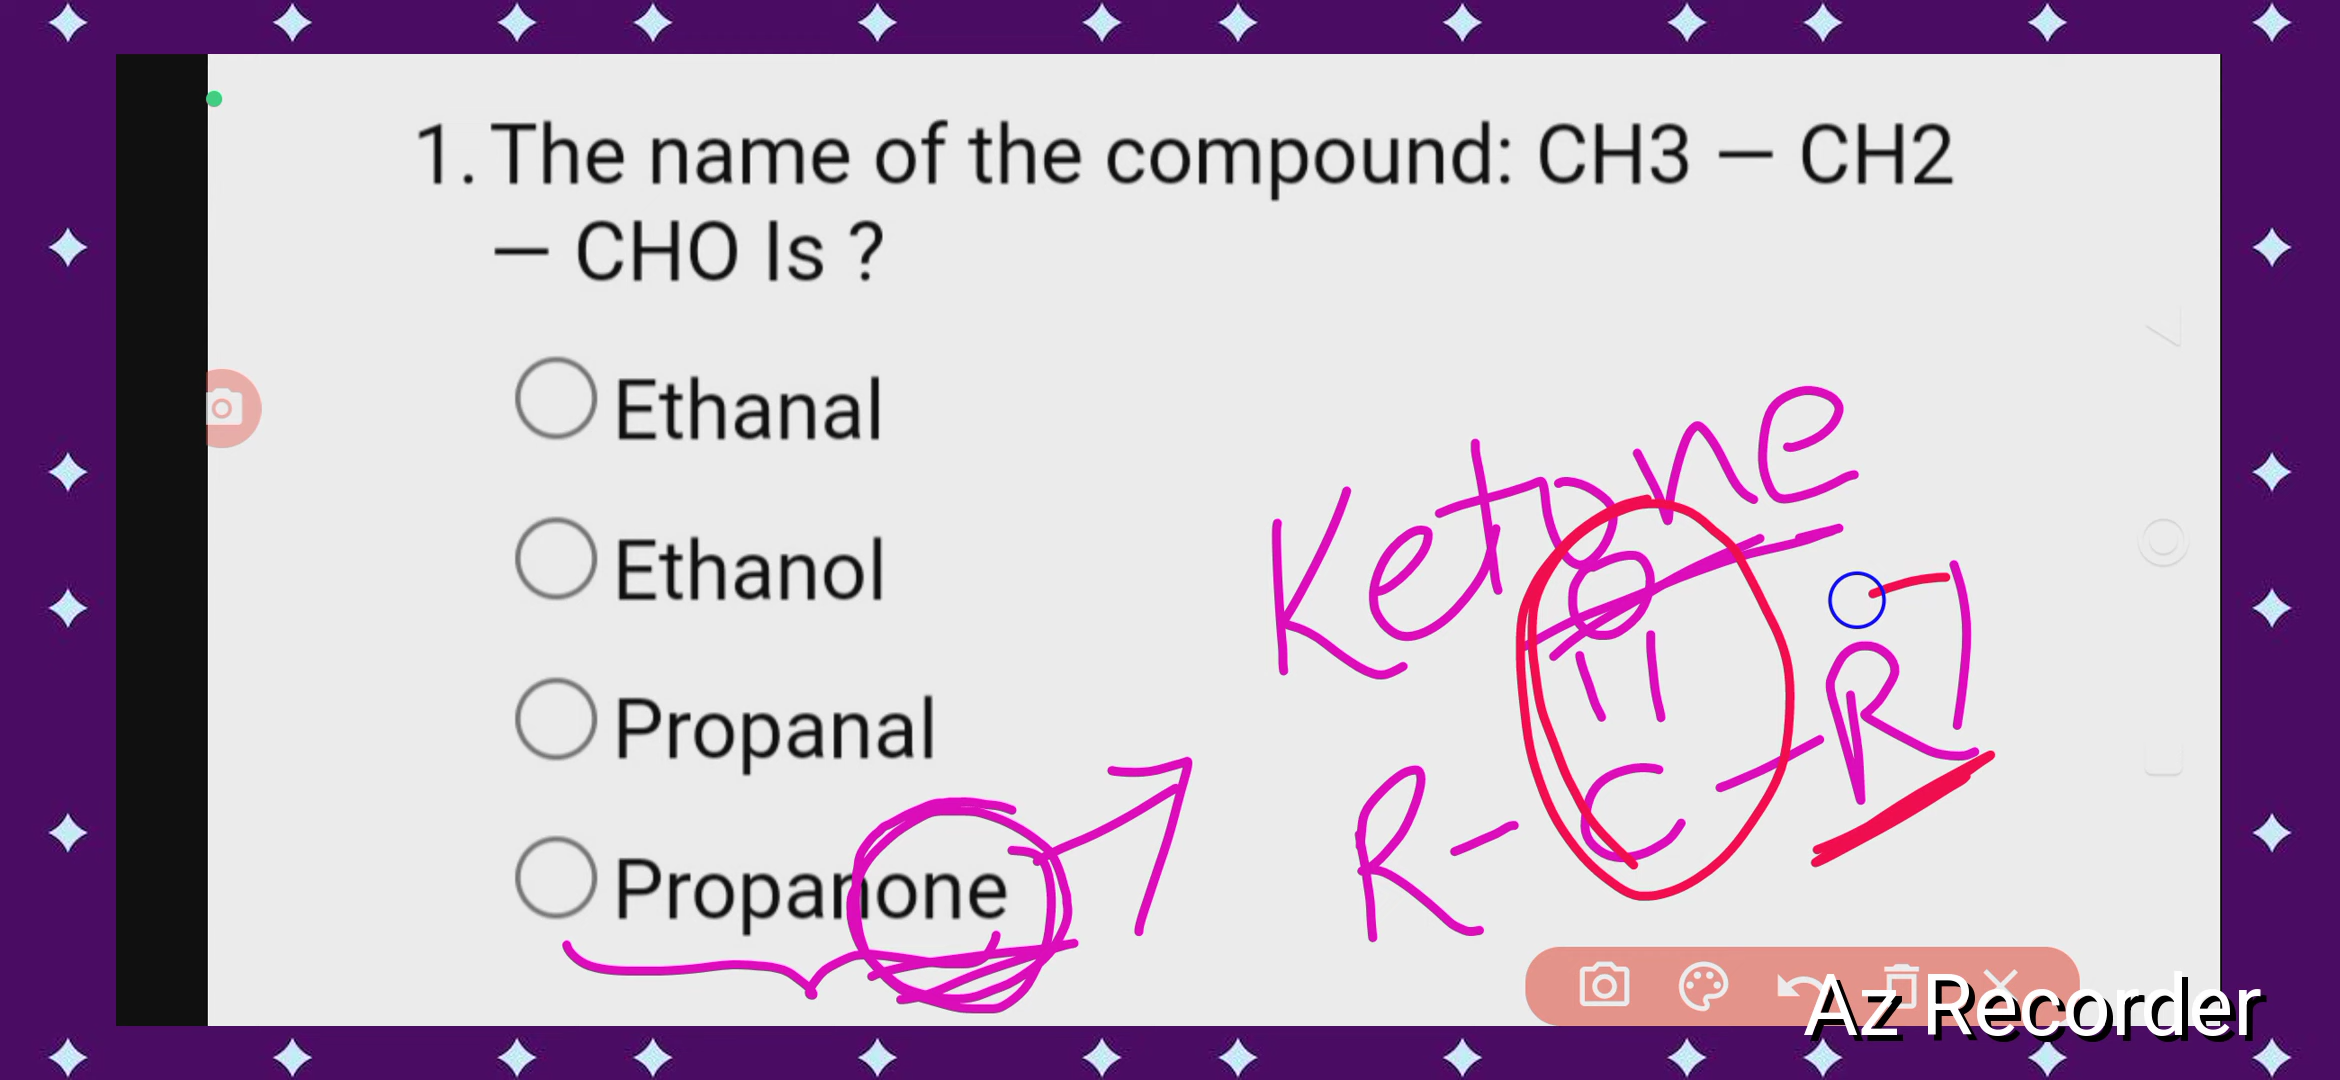 1. The name of the compound: CH3 — CH2
— CHO Is ?
Ethanal
Ethanol
Propanal
Propanone
Ketone
O
R - C - R'
Az Recorder